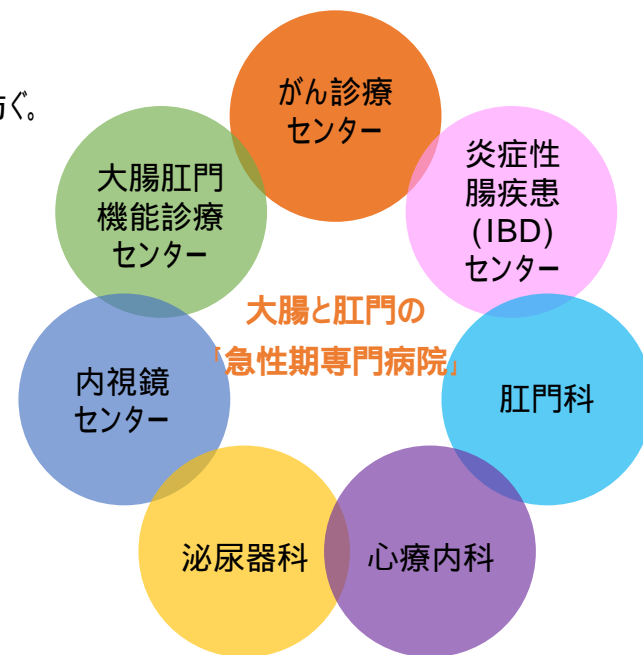 ぐ。
がん診療
センター
炎症性
腸疾患
(IBD)
センター
大腸肛門
機能診療
センター
大腸と肛門の
「急性期専門病院」
内視鏡
センター
肛門科
泌尿器科
心療内科